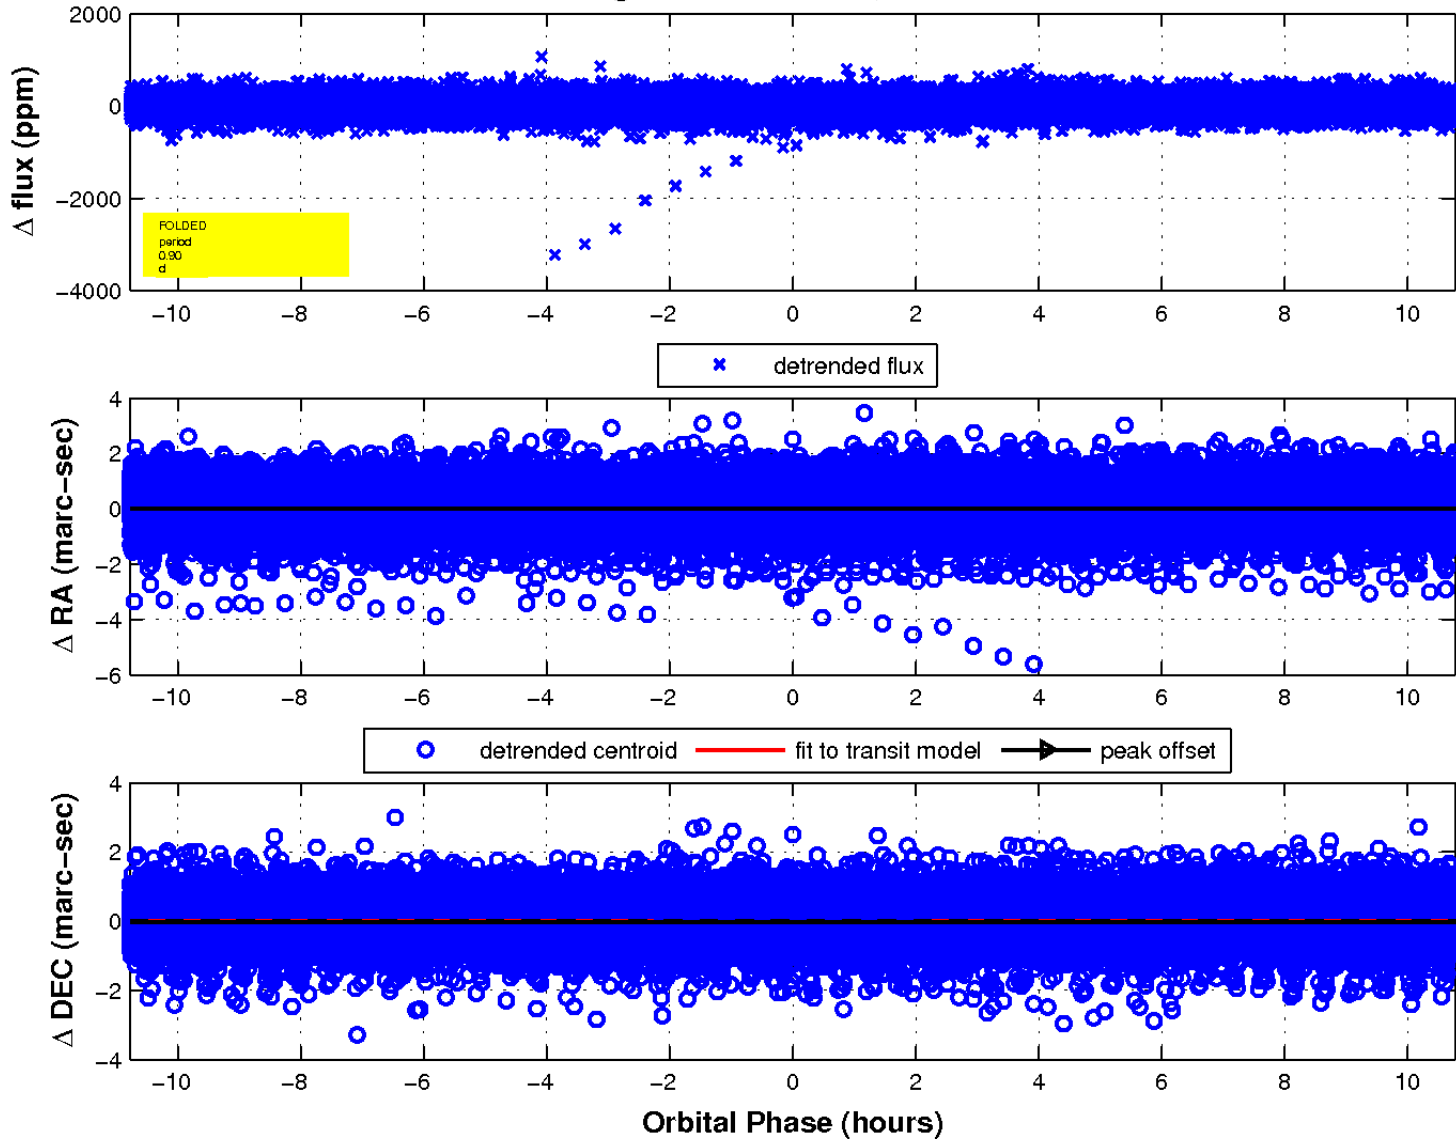 2000
0
−2000
−4000
Δ flux (ppm)
FOLDED
period
0.90
d
−10 −8 −6 −4 −2 0 2 4 6 8 10
detrended flux
4
2
0
−2
−4
−6
Δ RA (marc−sec)
−10 −8 −6 −4 −2 0 2 4 6 8 10
detrended centroid fit to transit model peak offset
4
2
0
−2
−4
Δ DEC (marc−sec)
−10 −8 −6 −4 −2 0 2 4 6 8 10
Orbital Phase (hours)